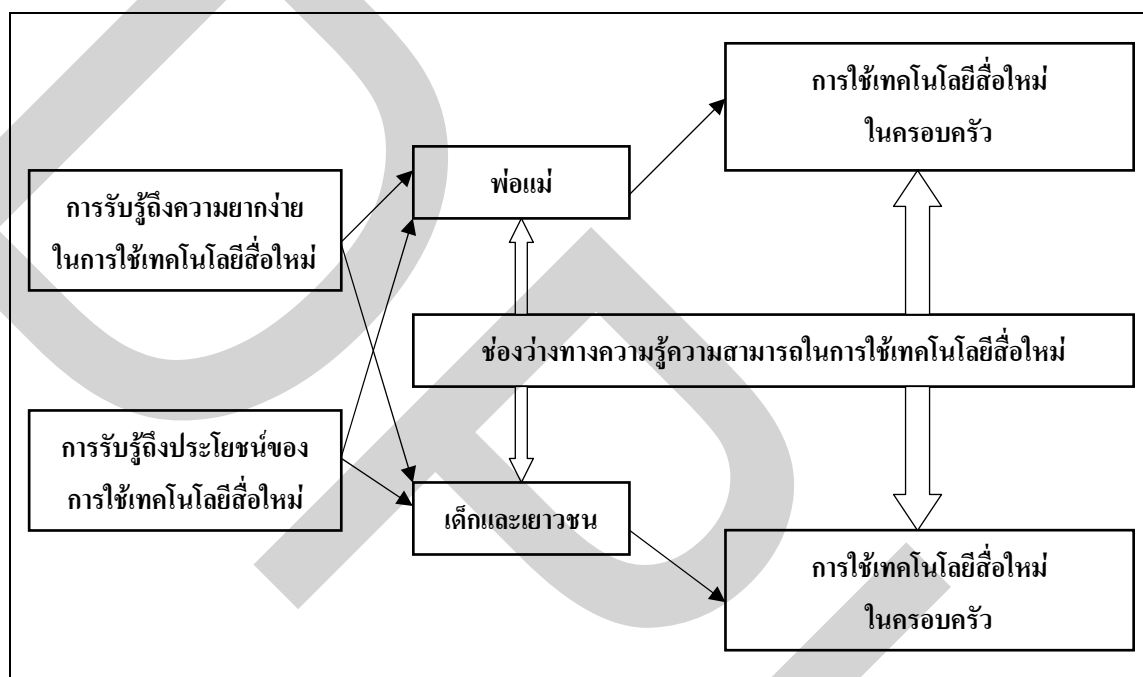 การใช้เทคโนโลยีสื่อใหม่
ในครอบครัว
พ่อแม่
การรับรู้ถึงความยากง่าย
ในการใช้เทคโนโลยีสื่อใหม่
ช่องว่างทางความรู้ความสามารถในการใช้เทคโนโลยีสื่อใหม่
การรับรู้ถึงประโยชน์ของ
การใช้เทคโนโลยีสื่อใหม่
เด็กและเยาวชน
การใช้เทคโนโลยีสื่อใหม่
ในครอบครัว